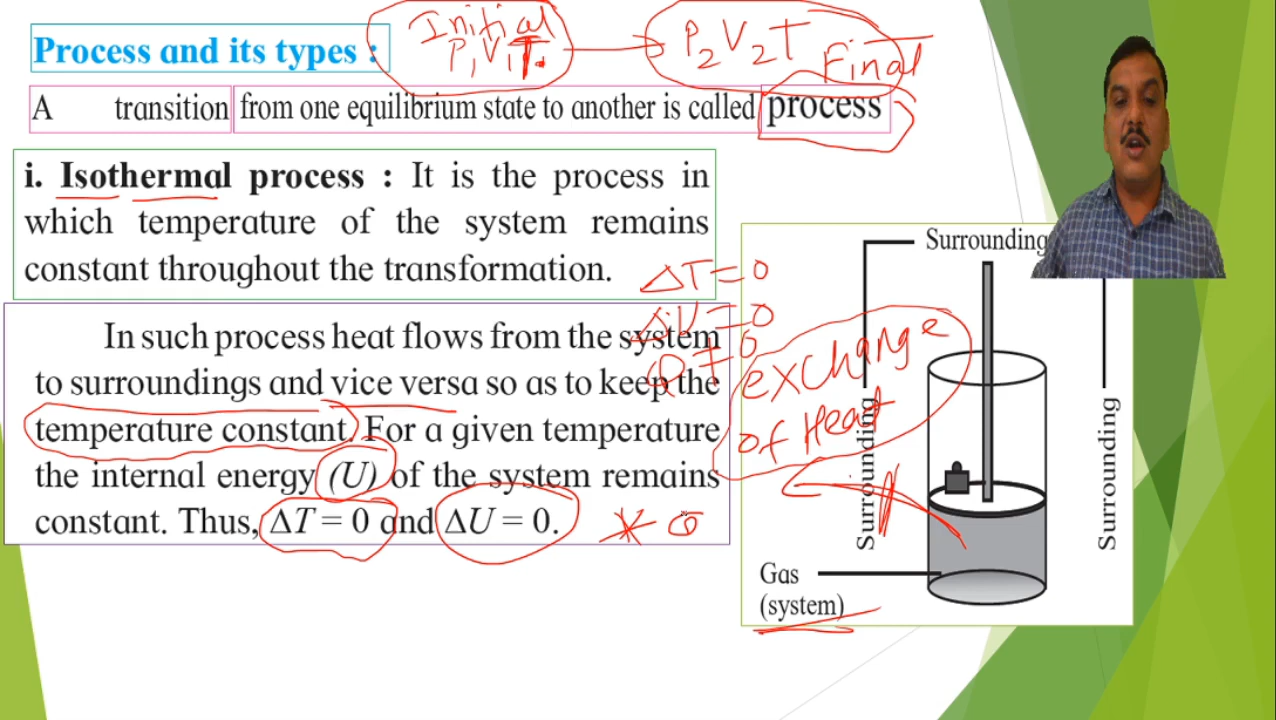 Process and its types :
Initial
P₁V₁T.
P₂V₂T
Final
A transition from one equilibrium state to another is called process
i. Isothermal process : It is the process in
which temperature of the system remains
constant throughout the transformation.
In such process heat flows from the system
to surroundings and vice versa so as to keep the
temperature constant. For a given temperature
the internal energy (U) of the system remains
constant. Thus, ΔT = 0 and ΔU = 0.
ΔT=0
ΔU=0
Q≠0
exchange
of Heat
Surrounding
Surrounding
Surrounding
Gas
(system)